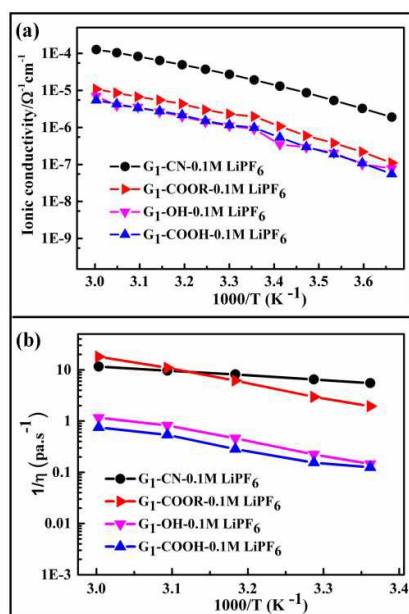 (a)
Ionic conductivity/Ω⁻¹cm
1E-4
1E-5
1E-6
1E-7
1E-8
1E-9
G₁-CN-0.1M LiPF₆
G₁-COOR-0.1M LiPF₆
G₁-OH-0.1M LiPF₆
G₁-COOH-0.1M LiPF₆
3.0 3.1 3.2 3.3 3.4 3.5 3.6
1000/T (K⁻¹)
(b)
1/η (pa.s⁻¹)
100
10
1
0.1
0.01
1E-3
G₁-CN-0.1M LiPF₆
G₁-COOR-0.1M LiPF₆
G₁-OH-0.1M LiPF₆
G₁-COOH-0.1M LiPF₆
3.0 3.1 3.2 3.3 3.4
1000/T (K⁻¹)